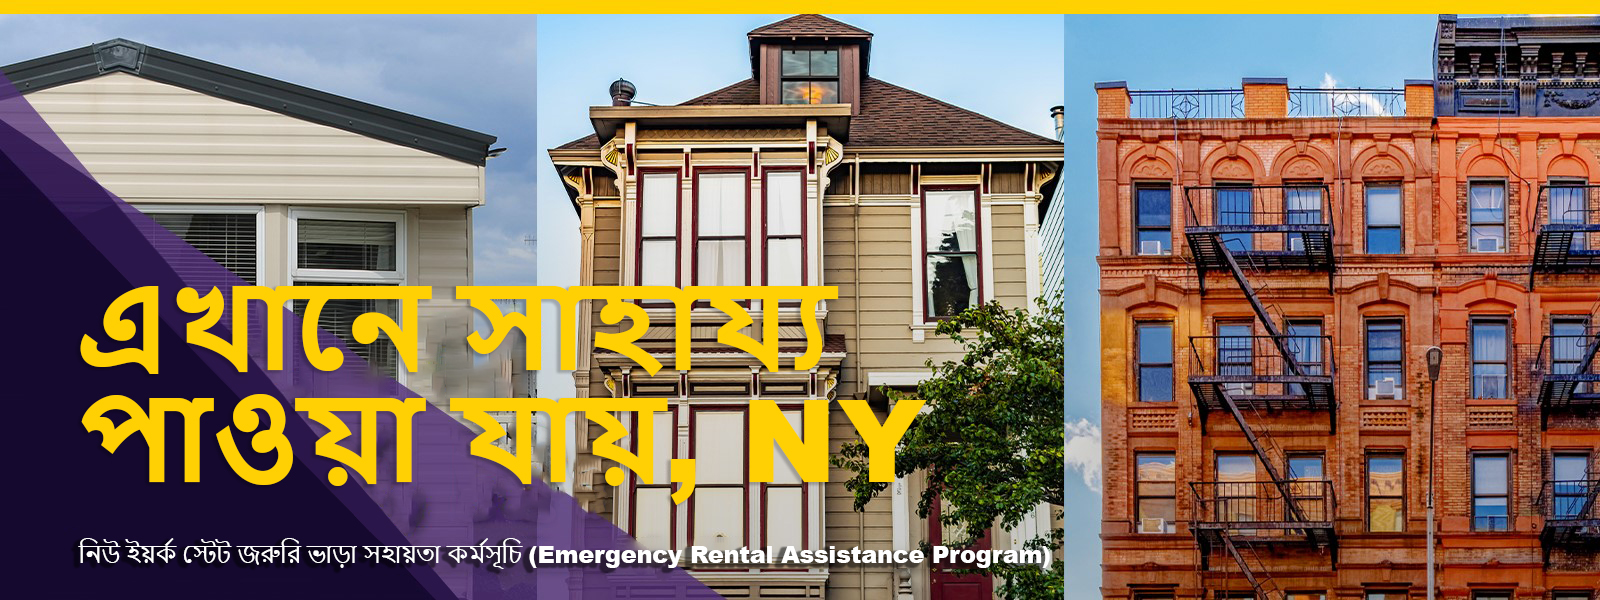 এখানে সাহায্য
পাওয়া যায়, NY
নিউ ইয়র্ক স্টেট জরুরি ভাড়া সহায়তা কর্মসূচি (Emergency Rental Assistance Program)